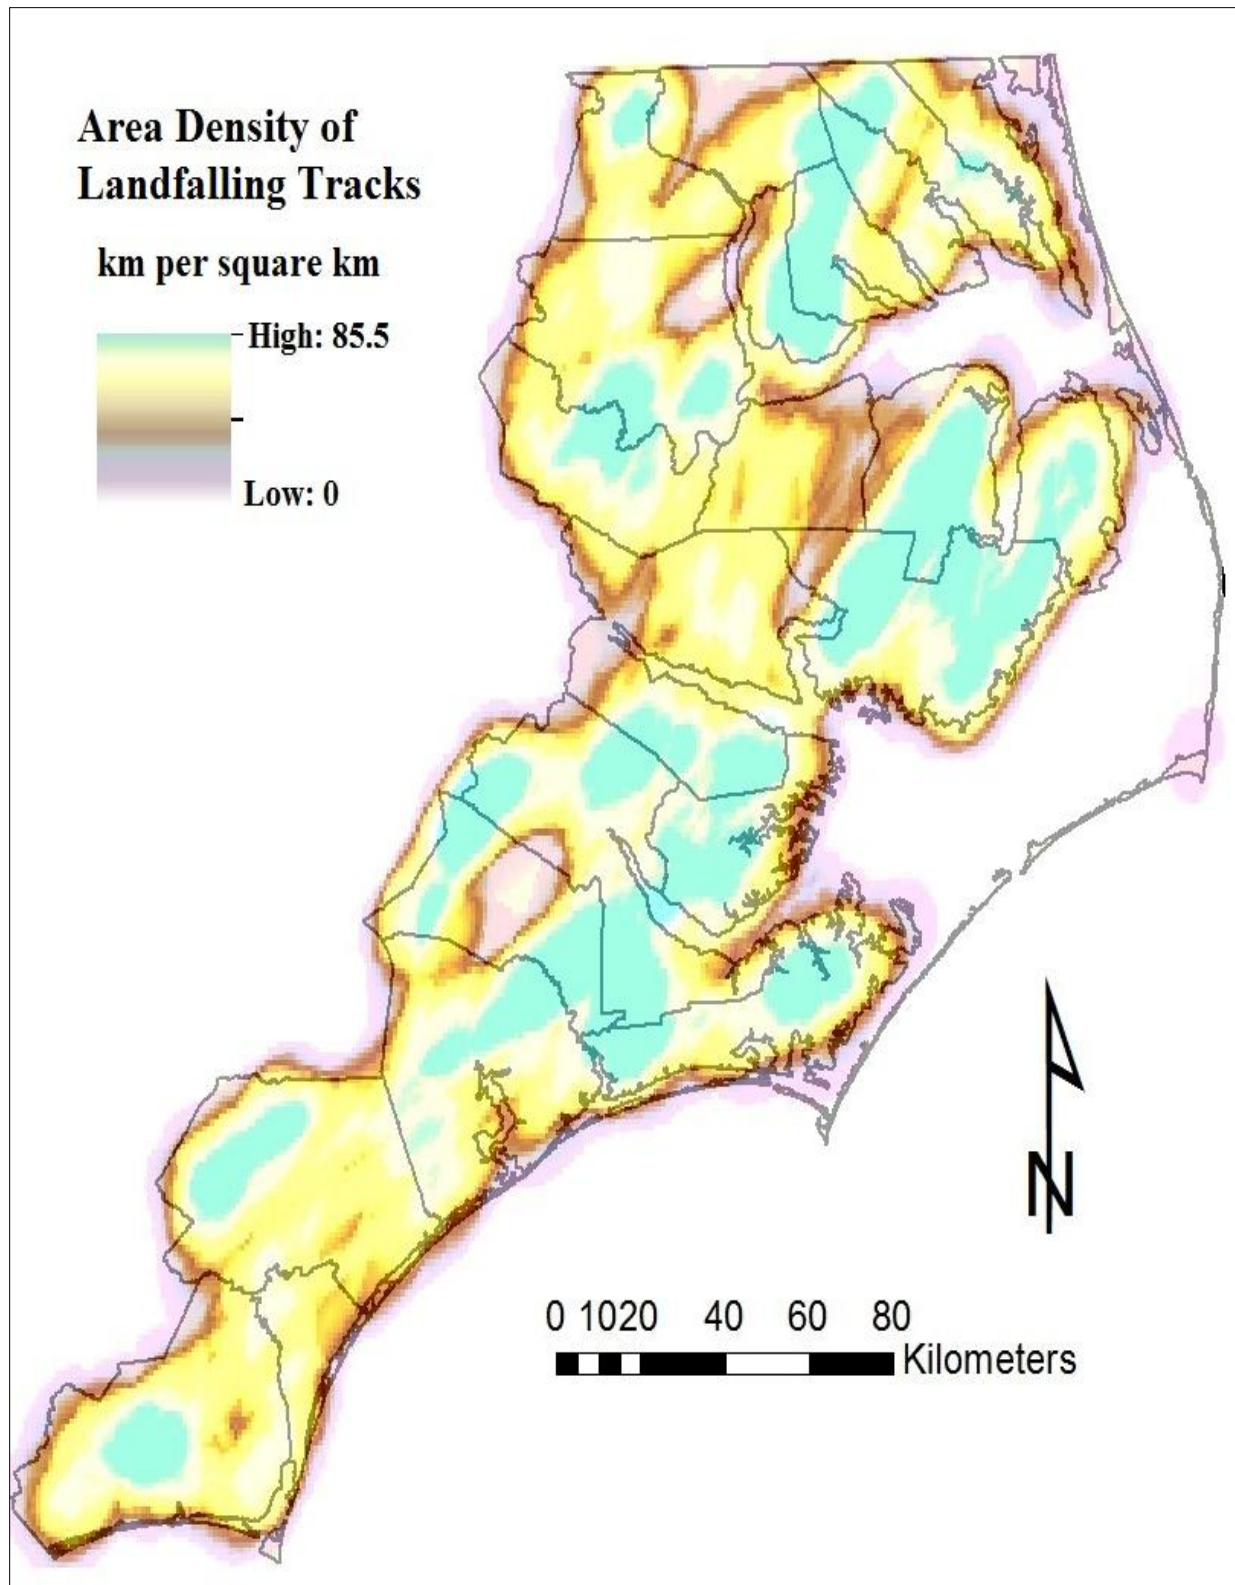 Area Density of
Landfalling Tracks
km per square km
High: 85.5
Low: 0
N
0 1020 40 60 80
Kilometers